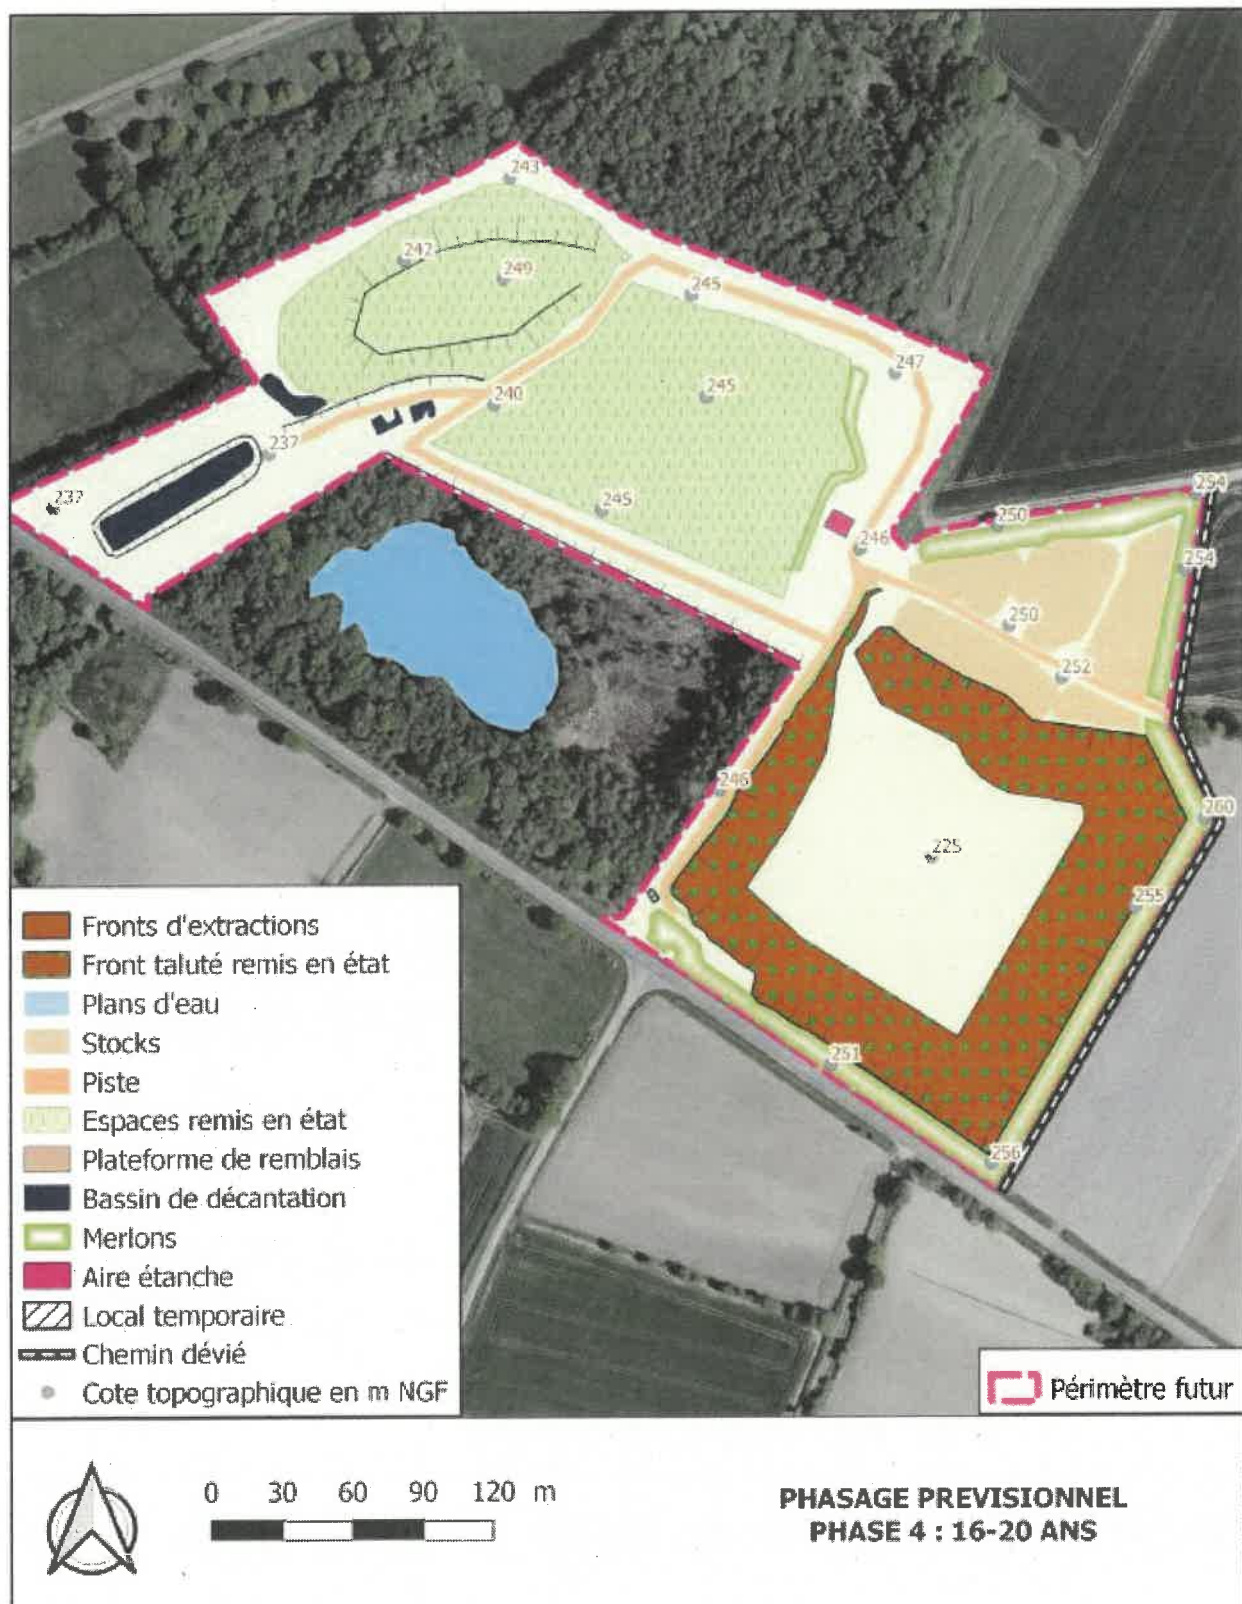 243
242
249
245
247
245
240
237
237
245
246
250
254
254
250
252
246
225
260
255
251
256
Fronts d'extractions
Front taluté remis en état
Plans d'eau
Stocks
Piste
Espaces remis en état
Plateforme de remblais
Bassin de décantation
Merlons
Aire étanche
Local temporaire
Chemin dévié
Cote topographique en m NGF
Périmètre futur
0 30 60 90 120 m
PHASAGE PREVISIONNEL
PHASE 4 : 16-20 ANS